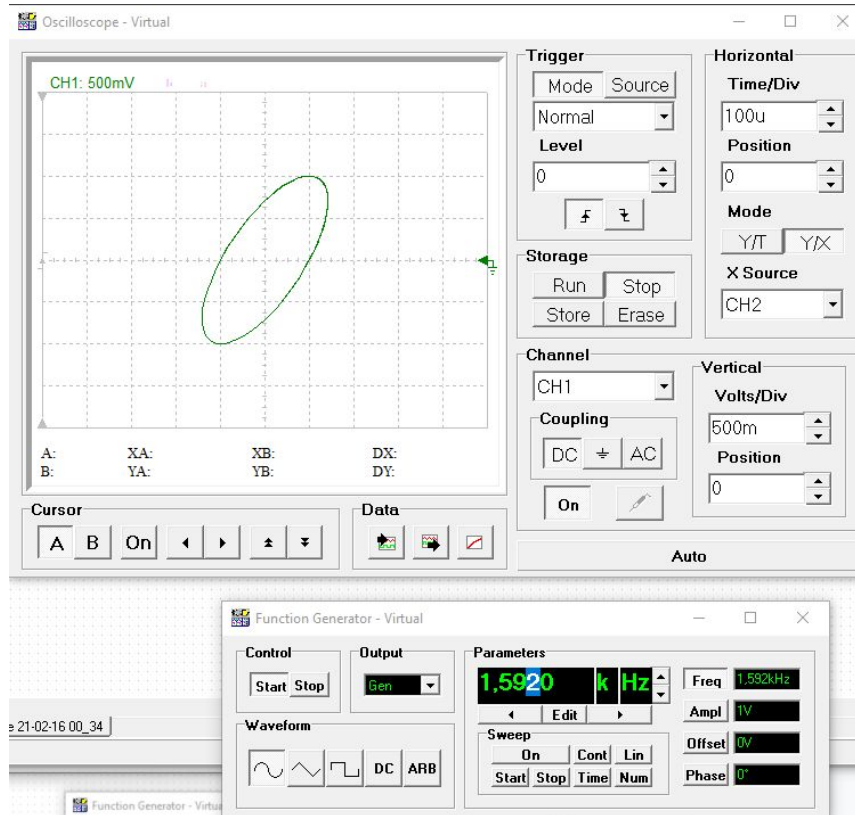 Oscilloscope - Virtual
CH1: 500mV
A: XA: XB: DX:
B: YA: YB: DY:
Cursor
A B On
Data
Trigger
Mode Source
Normal
Level
0
Storage
Run Stop
Store Erase
Horizontal
Time/Div
100u
Position
0
Mode
Y/T Y/X
X Source
CH2
Channel
CH1
Coupling
DC AC
On
Vertical
Volts/Div
500m
Position
0
Auto
Function Generator - Virtual
Control
Start Stop
Output
Gen
Waveform
DC ARB
Parameters
1,5920 k Hz
Edit
Sweep
On Cont Lin
Start Stop Time Num
Freq 1,592kHz
Ampl 1V
Offset 0V
Phase 0°
e 21-02-16 00_34
Function Generator - Virtua